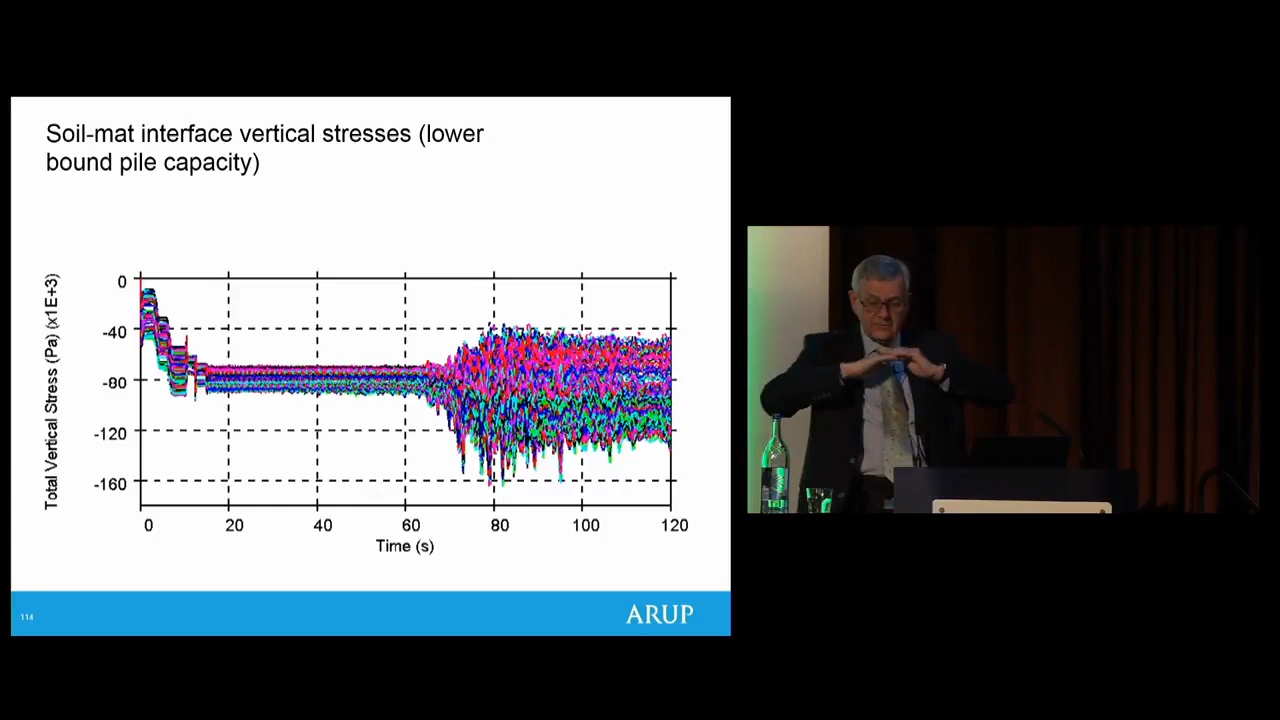 Soil-mat interface vertical stresses (lower
bound pile capacity)
Total Vertical Stress (Pa) (x1E+3)
0
-40
-80
-120
-160
0 20 40 60 80 100 120
Time (s)
114
ARUP